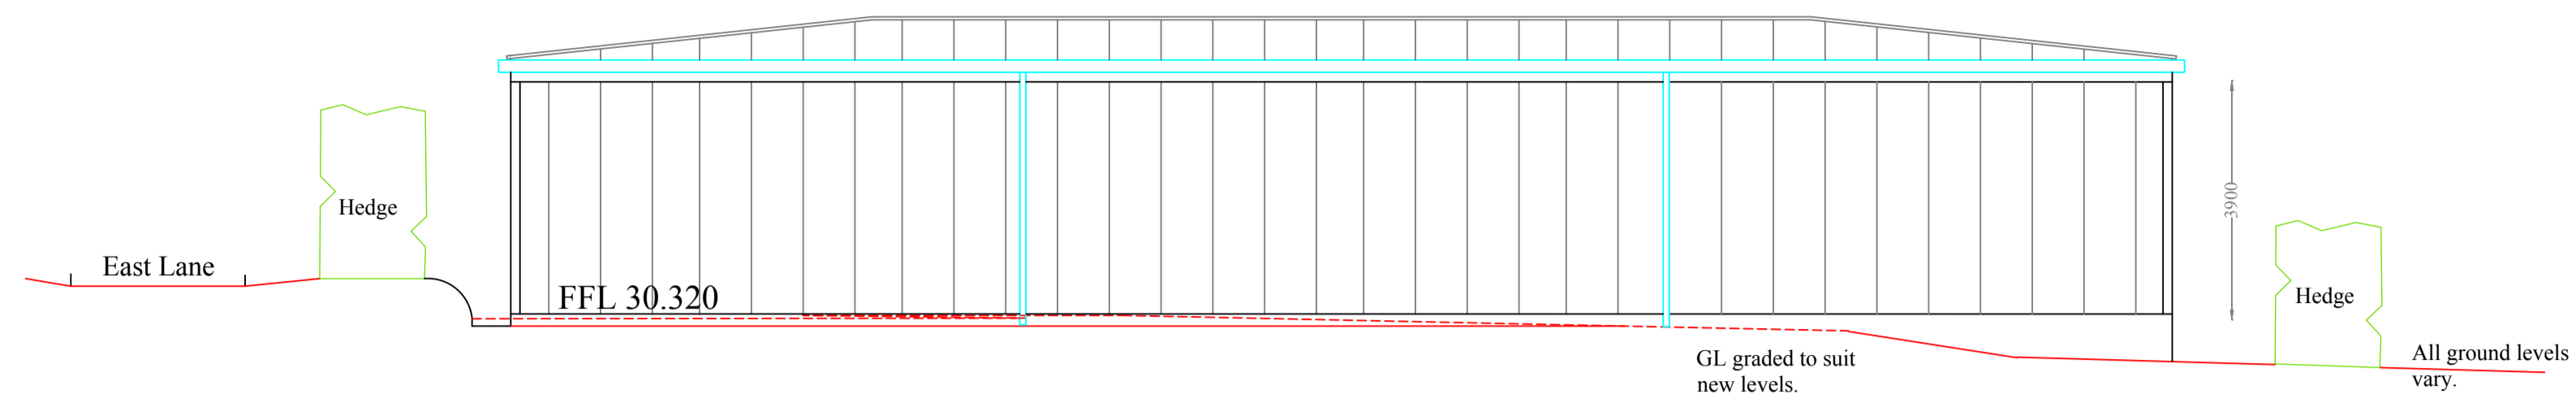 Hedge
East Lane
FFL 30.320
3900
Hedge
GL graded to suit
new levels.
All ground levels
vary.